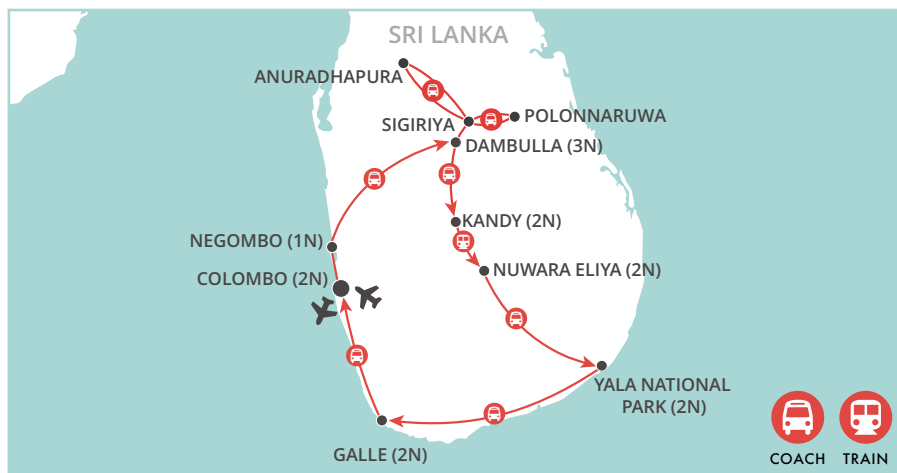 SRI LANKA
ANURADHAPURA
POLONNARUWA
SIGIRIYA
DAMBULLA (3N)
KANDY (2N)
NEGOMBO (1N)
NUWARA ELIYA (2N)
COLOMBO (2N)
YALA NATIONAL
PARK (2N)
GALLE (2N)
COACH
TRAIN